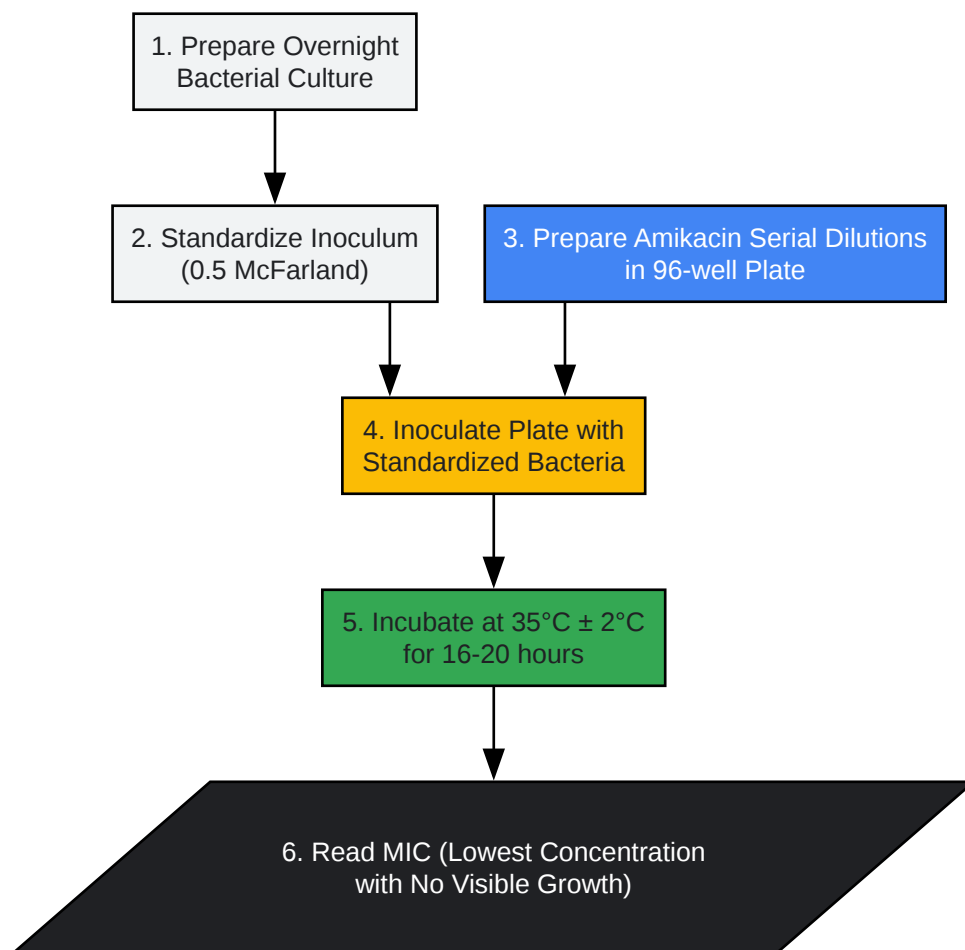 1. Prepare Overnight
Bacterial Culture
2. Standardize Inoculum
(0.5 McFarland)
3. Prepare Amikacin Serial Dilutions
in 96-well Plate
4. Inoculate Plate with
Standardized Bacteria
5. Incubate at 35°C ± 2°C
for 16-20 hours
6. Read MIC (Lowest Concentration
with No Visible Growth)